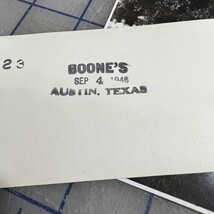 23
BOONE'S
SEP 4 1946
AUSTIN, TEXAS